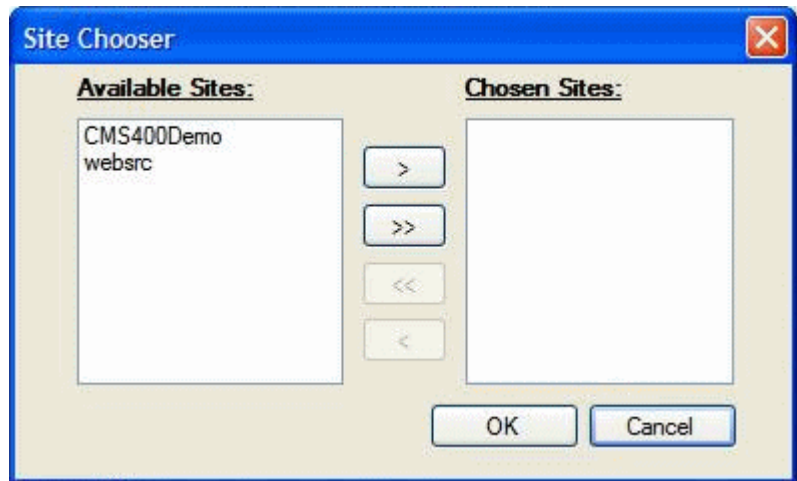 Site Chooser
Available Sites:
Chosen Sites:
CMS400Demo
websrc
>
>>
<<
<
OK
Cancel